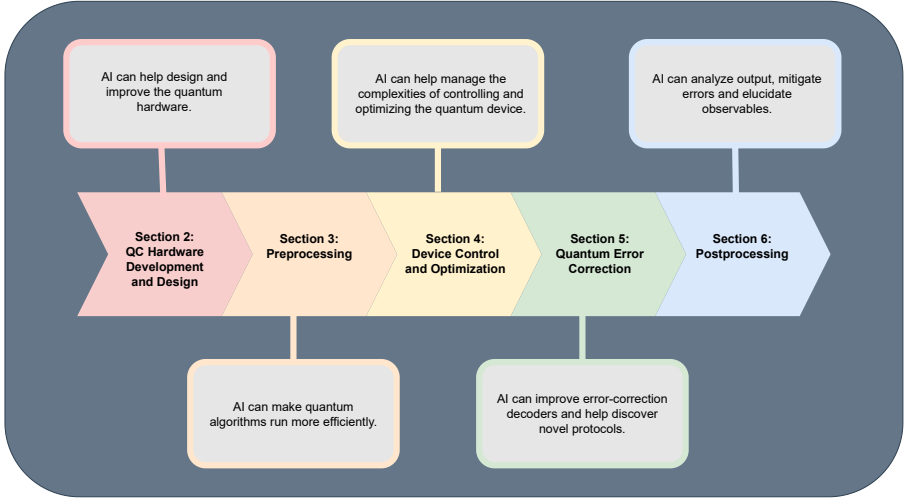 AI can help design and
improve the quantum
hardware.
AI can help manage the
complexities of controlling and
optimizing the quantum device.
AI can analyze output, mitigate
errors and elucidate
observables.
Section 2:
QC Hardware
Development
and Design
Section 3:
Preprocessing
Section 4:
Device Control
and Optimization
Section 5:
Quantum Error
Correction
Section 6:
Postprocessing
AI can make quantum
algorithms run more efficiently.
AI can improve error-correction
decoders and help discover
novel protocols.